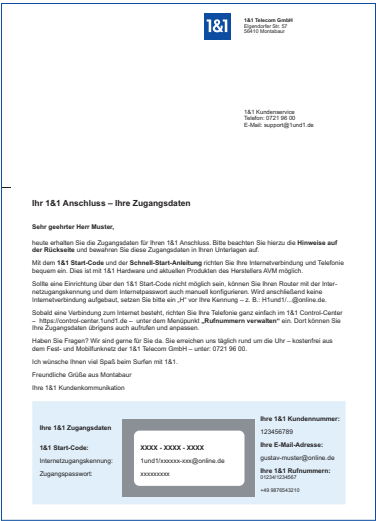 1&1
1&1 Telecom GmbH
Elgendorfer Str. 57
56410 Montabaur
1&1 Kundenservice
Telefon: 0721 96 00
E-Mail: support@1und1.de
Ihr 1&1 Anschluss – Ihre Zugangsdaten
Sehr geehrter Herr Muster,
heute erhalten Sie die Zugangsdaten für Ihren 1&1 Anschluss. Bitte beachten Sie hierzu die Hinweise auf
der Rückseite und bewahren Sie diese Zugangsdaten in Ihren Unterlagen auf.
Mit dem 1&1 Start-Code und der Schnell-Start-Anleitung richten Sie Ihre Internetverbindung und Telefonie
bequem ein. Dies ist mit 1&1 Hardware und aktuellen Produkten des Herstellers AVM möglich.
Sollte eine Einrichtung über den 1&1 Start-Code nicht möglich sein, können Sie Ihren Router mit der Inter-
netzugangskennung und dem Internetpasswort auch manuell konfigurieren. Wird anschließend keine
Internetverbindung aufgebaut, setzen Sie bitte ein „H" vor Ihre Kennung – z. B.: H1und1/...@online.de.
Sobald eine Verbindung zum Internet besteht, richten Sie Ihre Telefonie ganz einfach im 1&1 Control-Center
– https://control-center.1und1.de – unter dem Menüpunkt „Rufnummern verwalten" ein. Dort können Sie
Ihre Zugangsdaten übrigens auch aufrufen und anpassen.
Haben Sie Fragen? Wir sind gerne für Sie da. Sie erreichen uns täglich rund um die Uhr – kostenfrei aus
dem Fest- und Mobilfunknetz der 1&1 Telecom GmbH – unter: 0721 96 00.
Ich wünsche Ihnen viel Spaß beim Surfen mit 1&1.
Freundliche Grüße aus Montabaur
Ihre 1&1 Kundenkommunikation
Ihre 1&1 Zugangsdaten
1&1 Start-Code: XXXX - XXXX - XXXX
Internetzugangskennung: 1und1/xxxxxx-xxx@online.de
Zugangspasswort: xxxxxxxxx
Ihre 1&1 Kundennummer:
123456789
Ihre E-Mail-Adresse:
gustav-muster@online.de
Ihre 1&1 Rufnummern:
01234/1234567
+49 9876543210